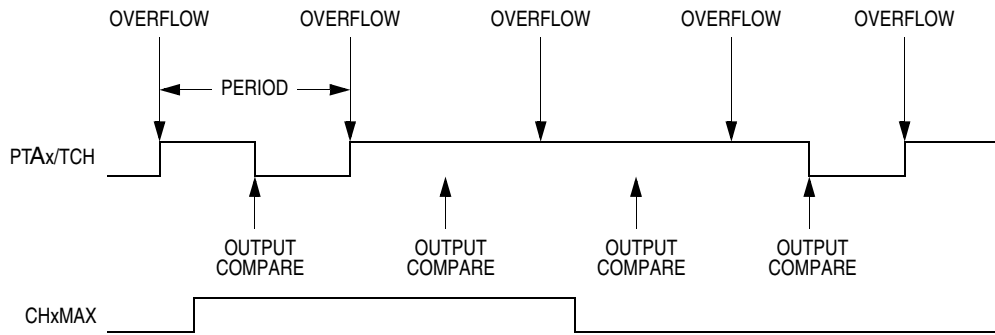 OVERFLOW OVERFLOW OVERFLOW OVERFLOW OVERFLOW
PERIOD
PTAx/TCH
OUTPUT COMPARE
OUTPUT COMPARE
OUTPUT COMPARE
OUTPUT COMPARE
CHxMAX